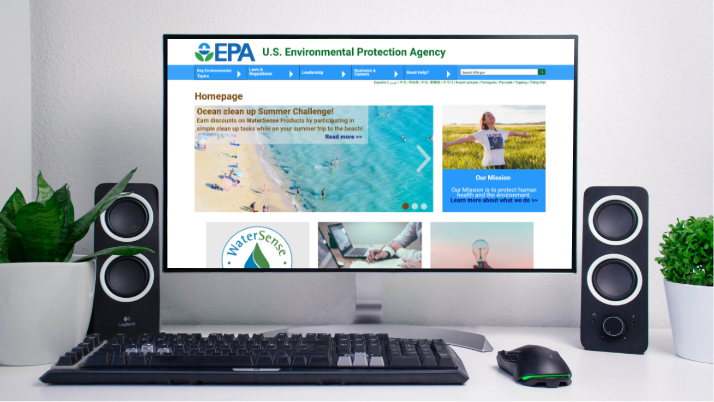 EPA U.S. Environmental Protection Agency
Key Environmental Topics
Laws & Regulations
Leadership
Business & Careers
Need Help?
Search EPA.gov
Homepage
Ocean clean up Summer Challenge!
Earn discounts on WaterSense Products by participating in
simple clean up tasks while on your summer trip to the beach!
Read more >>
Our Mission
Our Mission is to protect human
health and the environment.
Learn more about what we do >>
WaterSense
Logitech